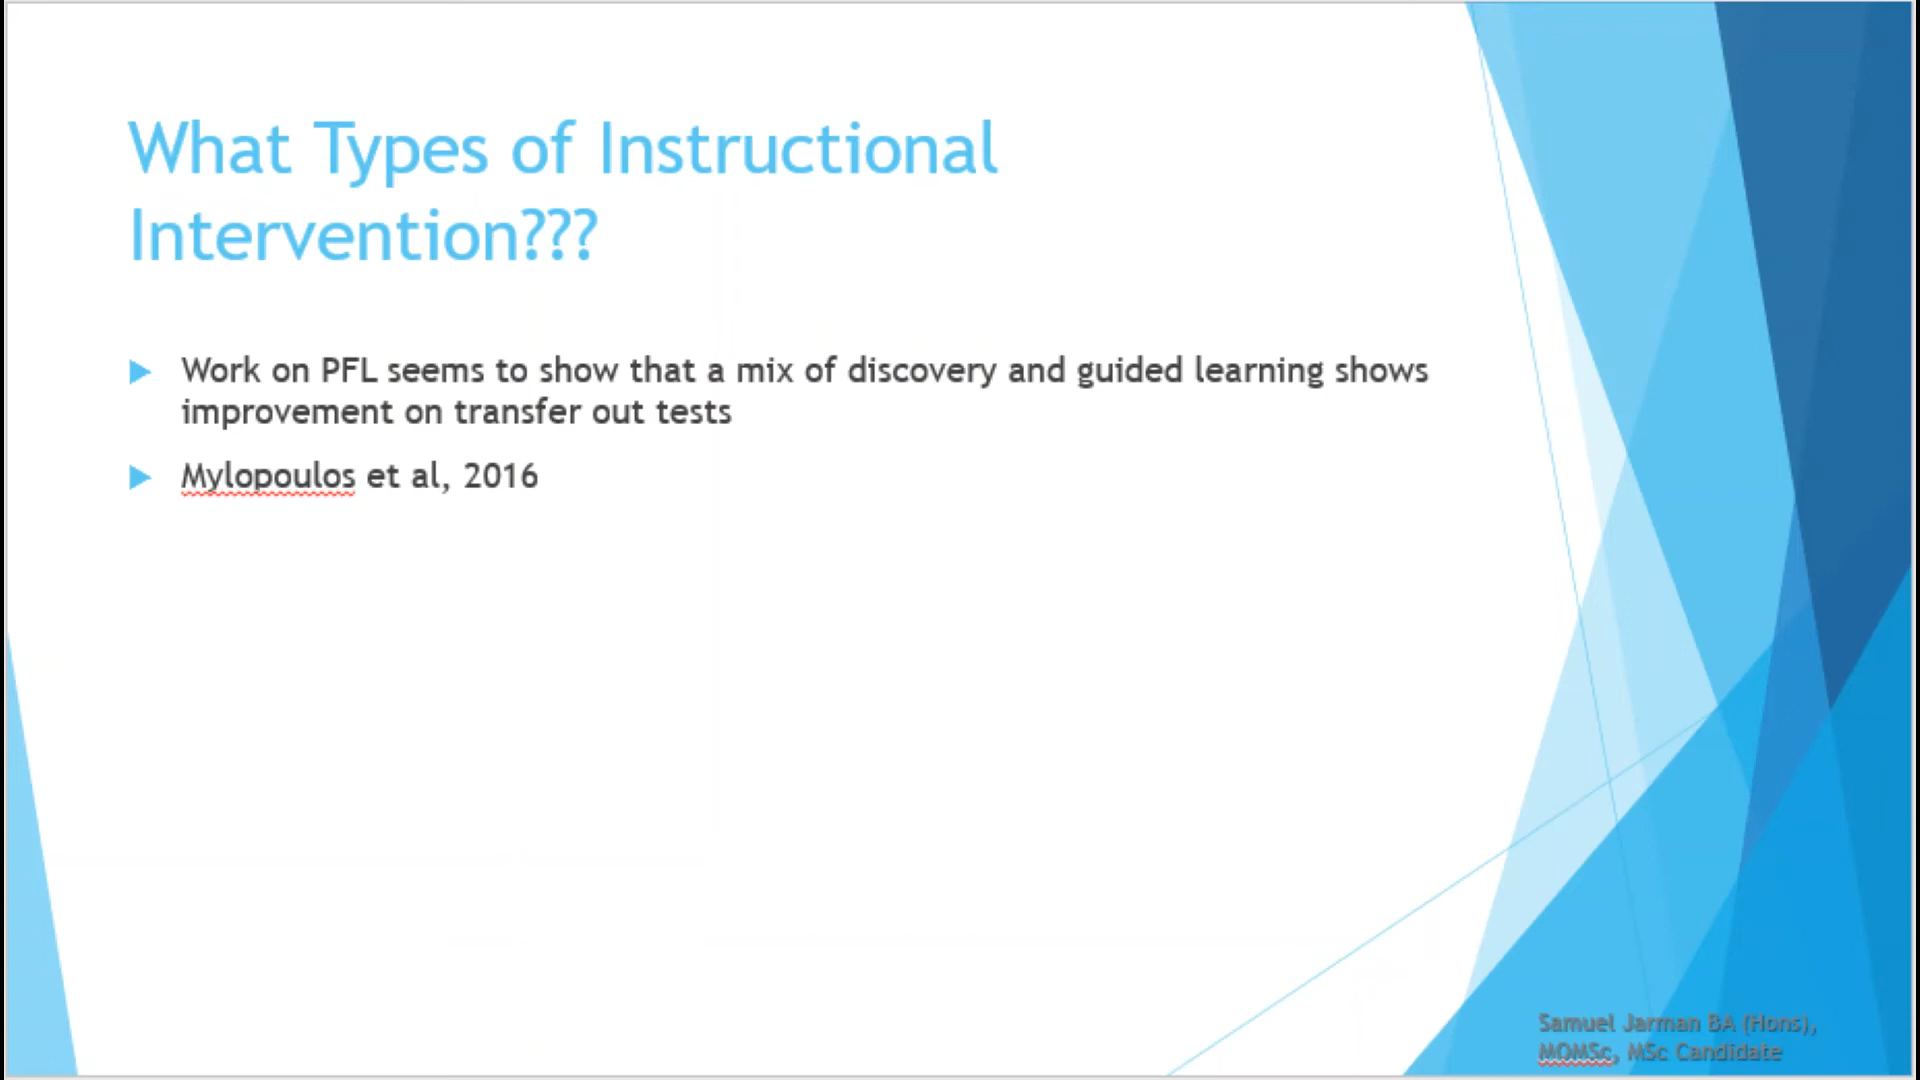 What Types of Instructional
Intervention???
Work on PFL seems to show that a mix of discovery and guided learning shows
improvement on transfer out tests
Mylopoulos et al, 2016
Samuel Jarman BA (Hons),
MOMSc, MSc Candidate